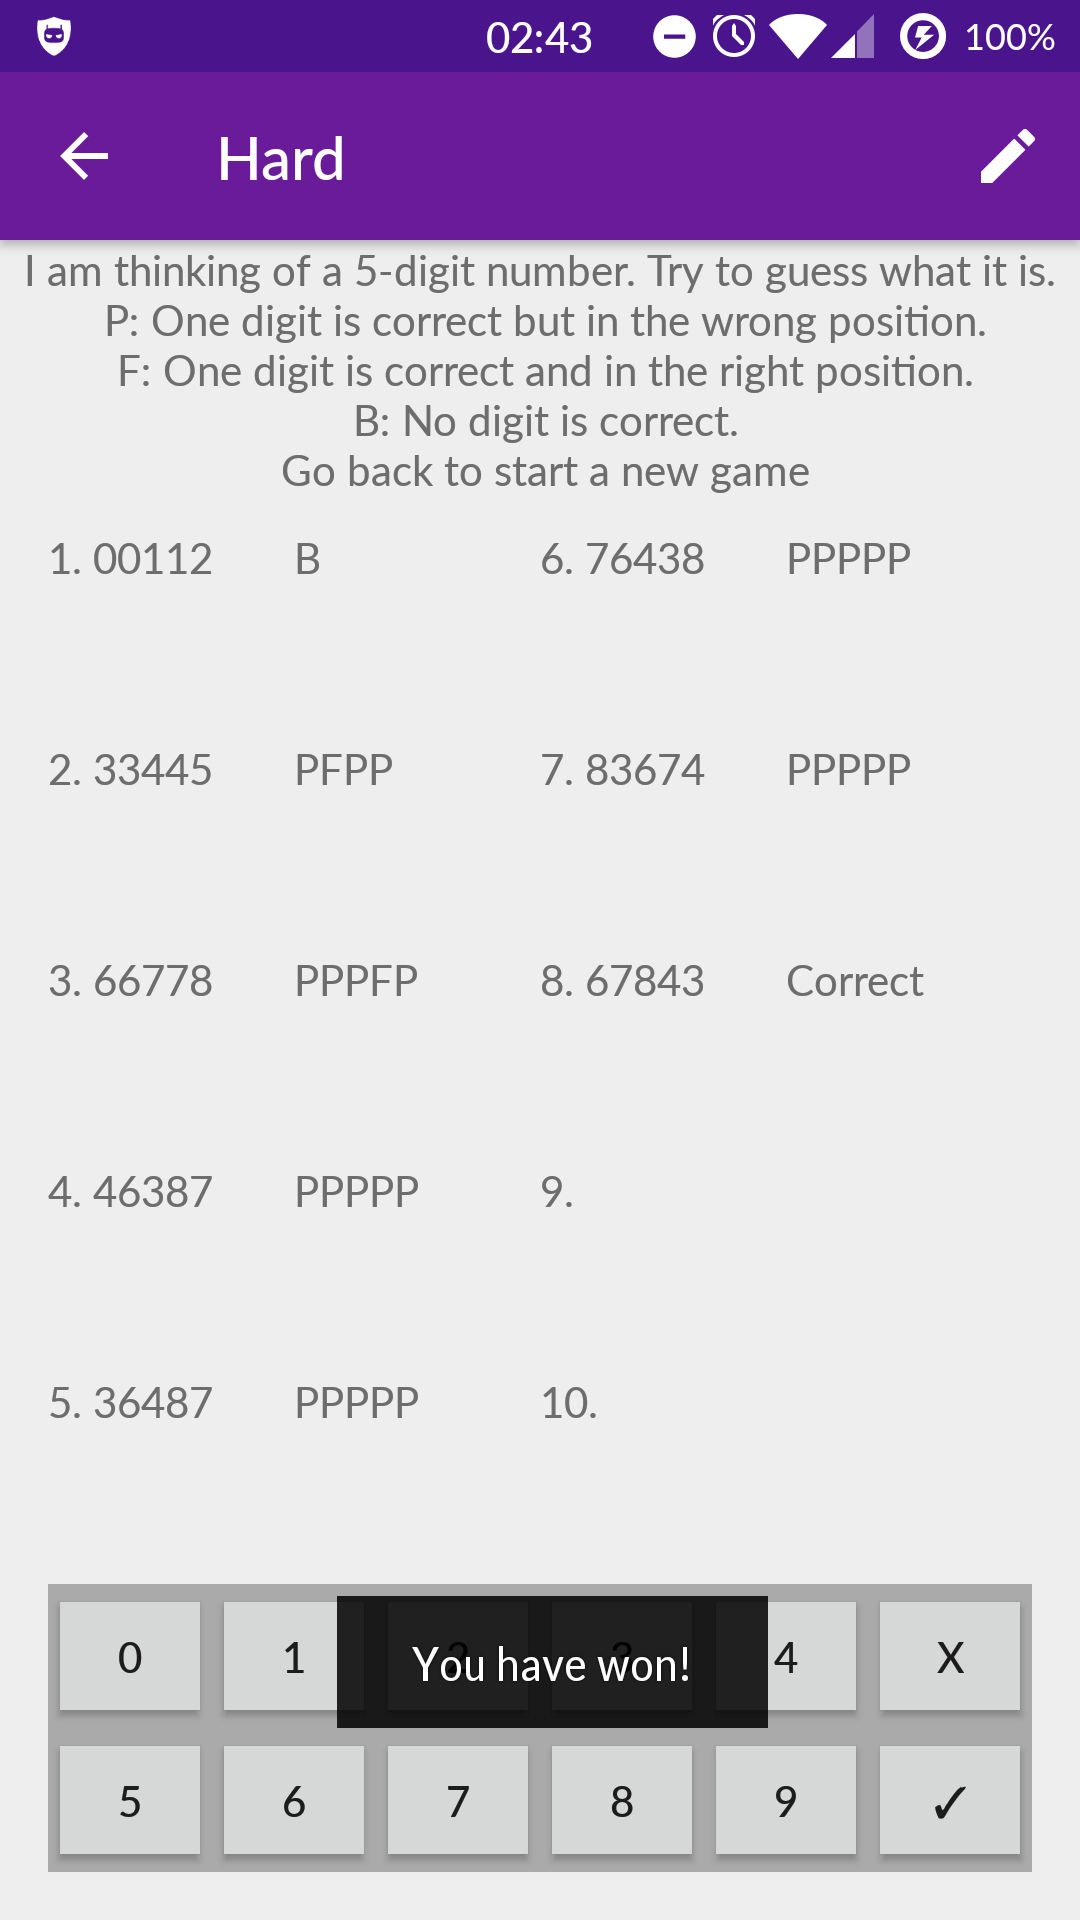 02:43 100%
Hard
I am thinking of a 5-digit number. Try to guess what it is.
P: One digit is correct but in the wrong position.
F: One digit is correct and in the right position.
B: No digit is correct.
Go back to start a new game
1. 00112 B 6. 76438 PPPPP
2. 33445 PFPP 7. 83674 PPPPP
3. 66778 PPPFP 8. 67843 Correct
4. 46387 PPPPP 9.
5. 36487 PPPPP 10.
0 1 2 3 4 X
You have won!
5 6 7 8 9 ✓